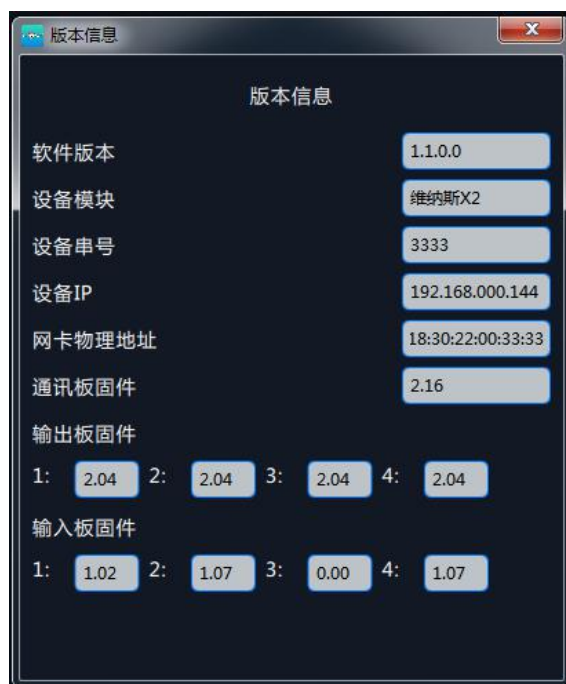 版本信息
版本信息
软件版本 1.1.0.0
设备模块 维纳斯X2
设备串号 3333
设备IP 192.168.000.144
网卡物理地址 18:30:22:00:33:33
通讯板固件 2.16
输出板固件
1: 2.04 2: 2.04 3: 2.04 4: 2.04
输入板固件
1: 1.02 2: 1.07 3: 0.00 4: 1.07